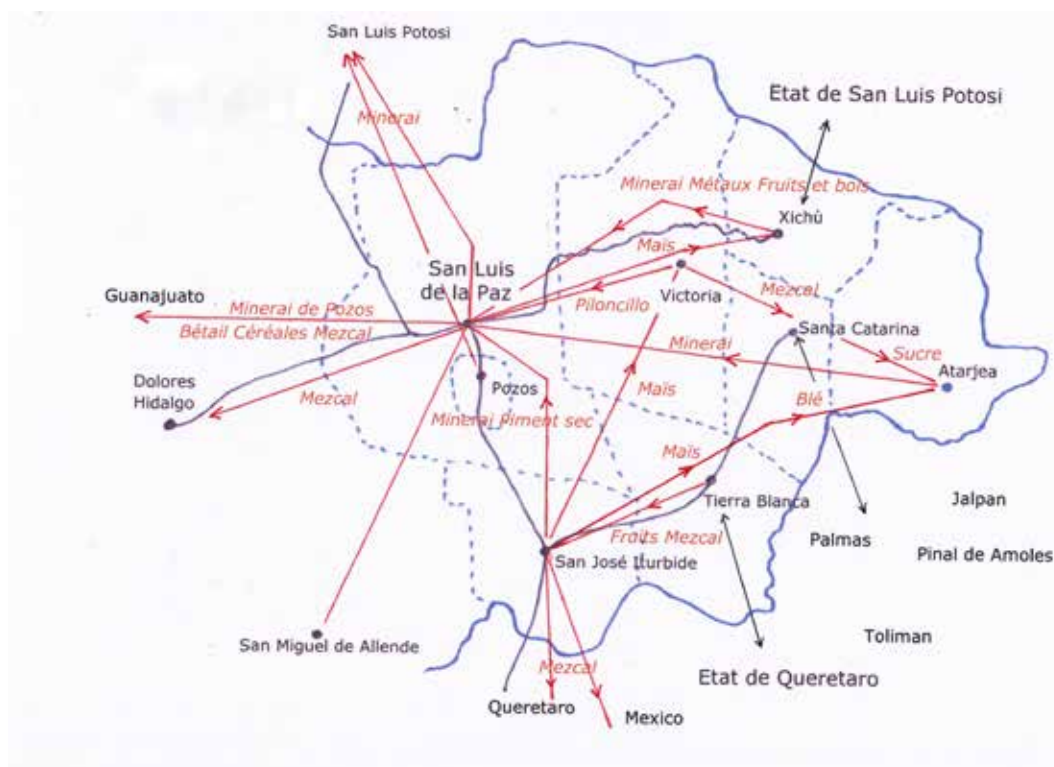 San Luis Potosi
Etat de San Luis Potosi
Minerai
Minerai Métaux Fruits et bois
Xichù
Maïs
San Luis
de la Paz
Guanajuato
Minerai de Pozos
Piloncillo
Victoria
Mezcal
Bétail Céréales Mezcal
Santa Catarina
Minerai
Sucre
Atarjea
Dolores
Hidalgo
Mezcal
Pozos
Maïs
Blé
Minerai Piment sec
Maïs
Tierra Blanca
Jalpan
Fruits Mezcal
Palmas
Pinal de Amoles
San José Iturbide
San Miguel de Allende
Toliman
Mezcal
Etat de Queretaro
Queretaro
Mexico